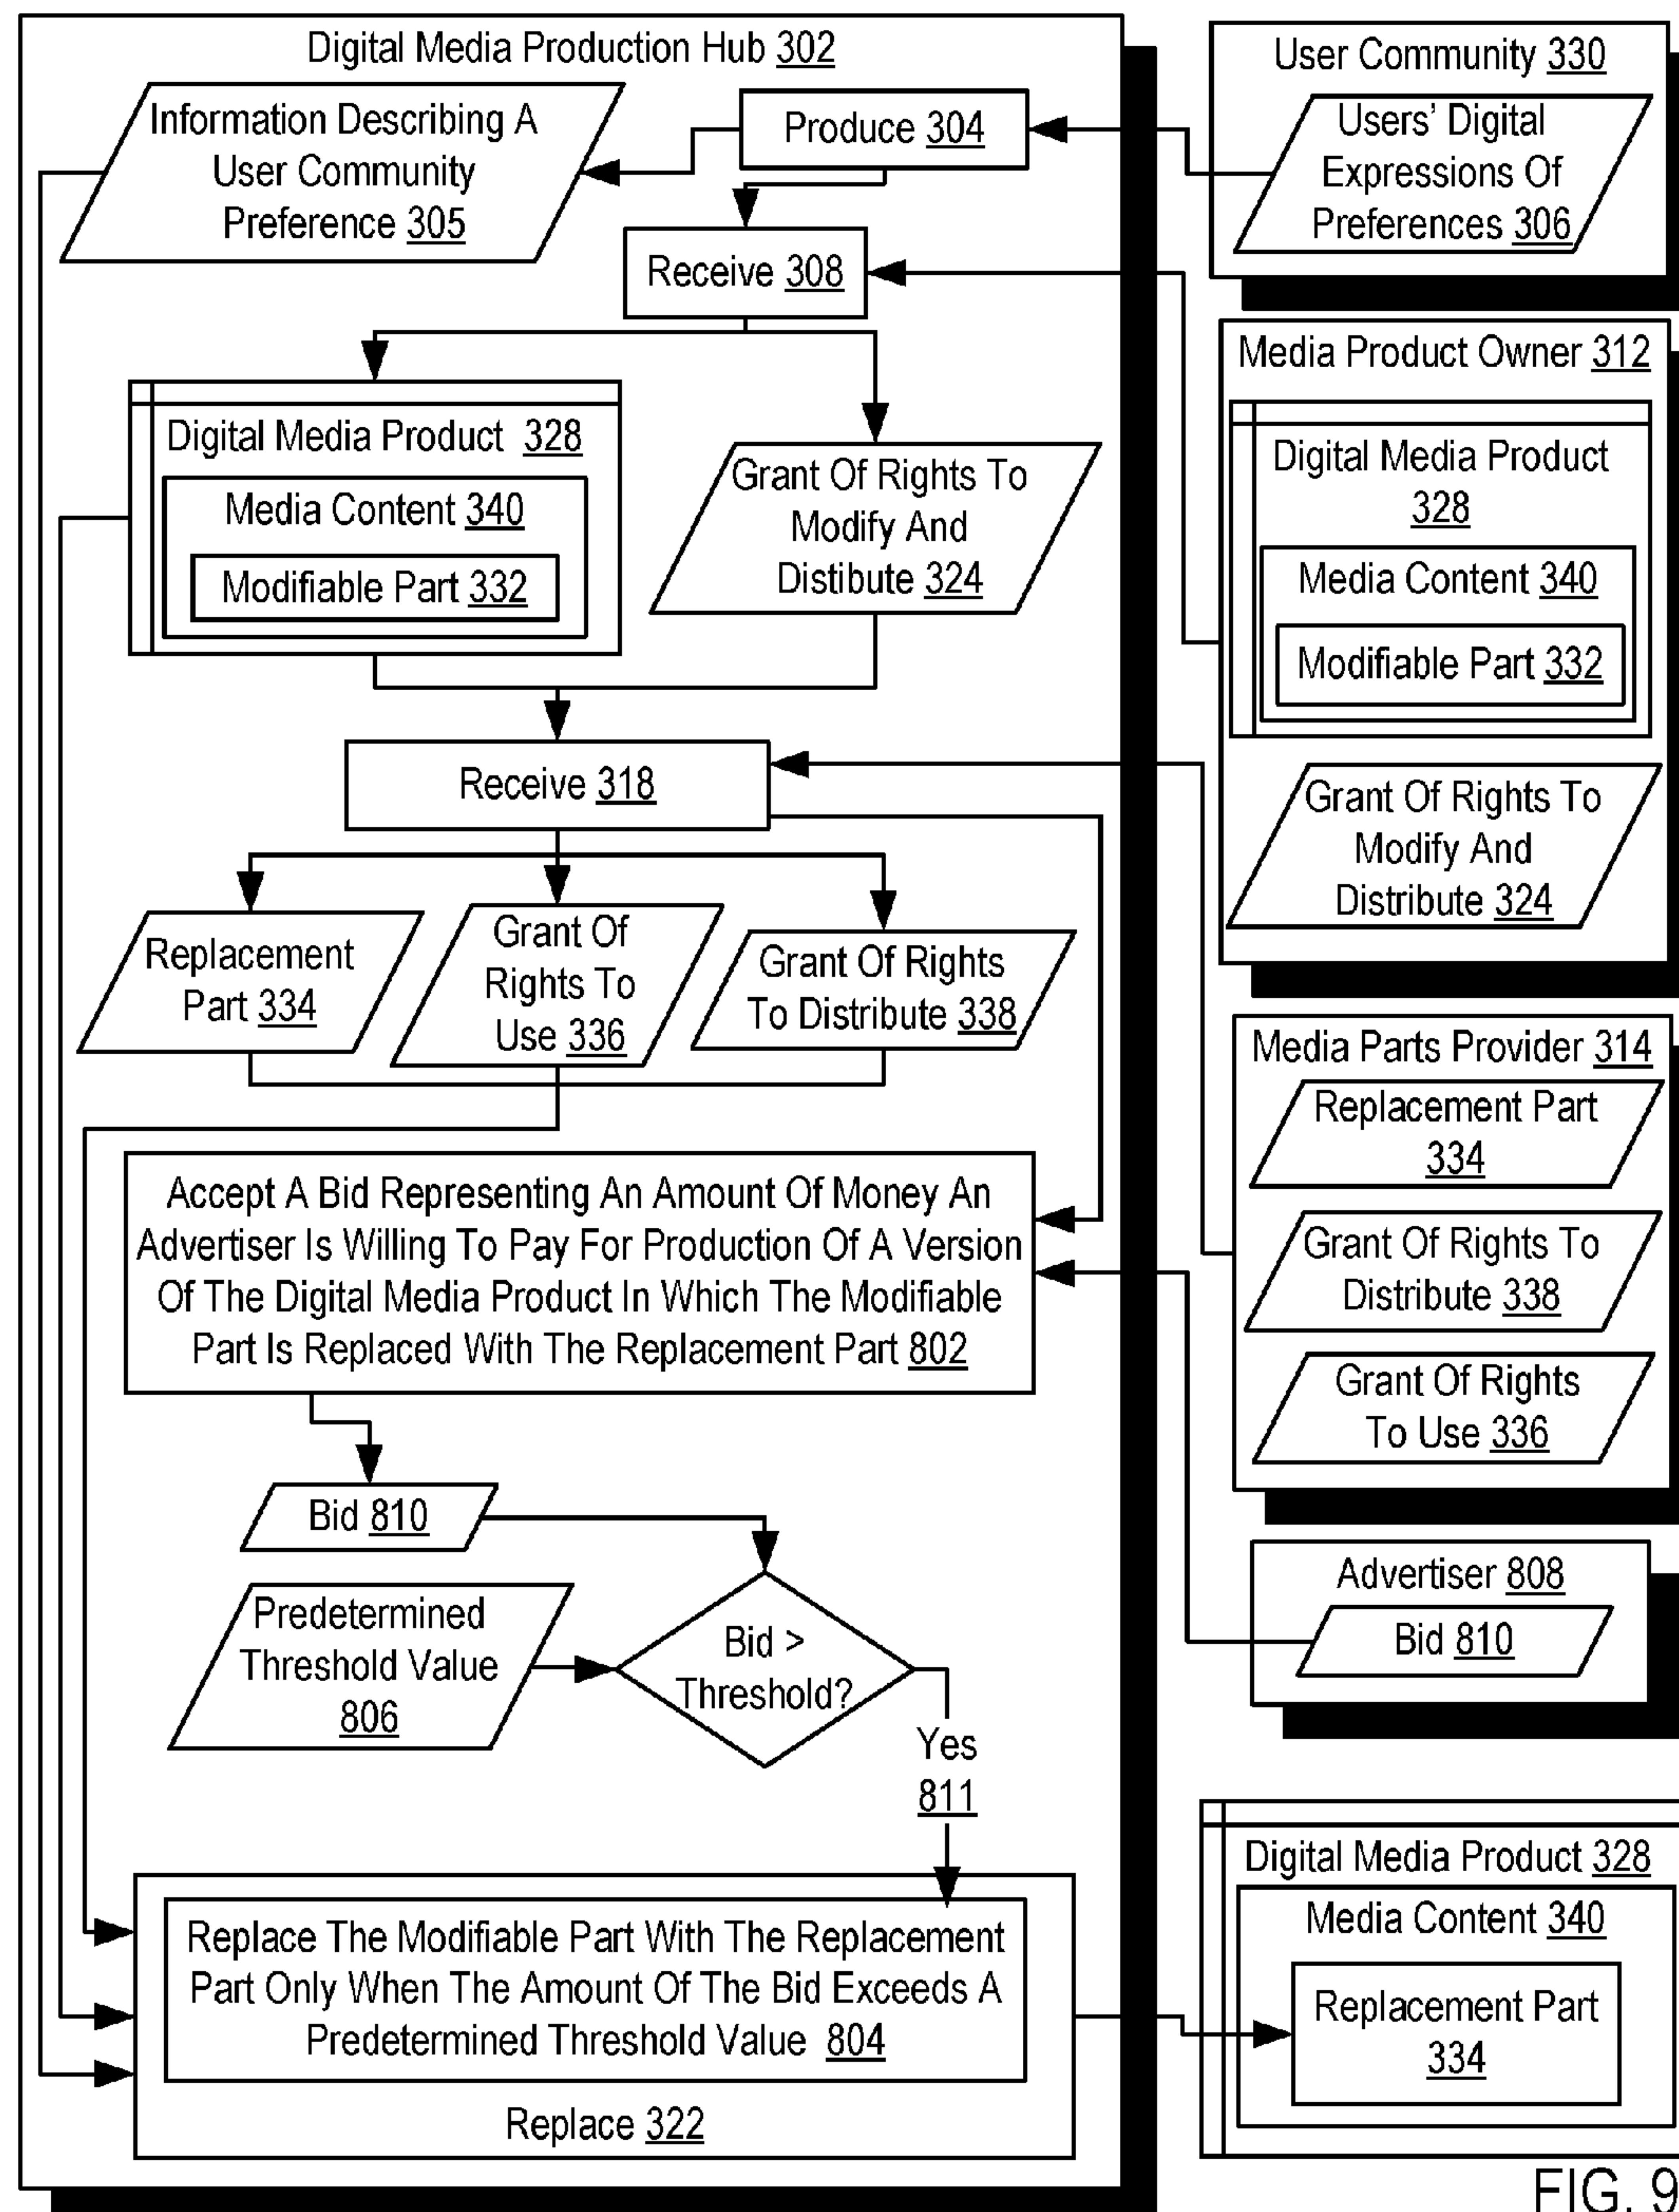 Digital Media Production Hub 302
Information Describing A
User Community
Preference 305
Produce 304
Receive 308
Digital Media Product 328
Media Content 340
Modifiable Part 332
Grant Of Rights To
Modify And
Distibute 324
Receive 318
Replacement
Part 334
Grant Of
Rights To
Use 336
Grant Of Rights
To Distribute 338
Accept A Bid Representing An Amount Of Money An
Advertiser Is Willing To Pay For Production Of A Version
Of The Digital Media Product In Which The Modifiable
Part Is Replaced With The Replacement Part 802
Bid 810
Predetermined
Threshold Value
806
Bid >
Threshold?
Yes
811
Replace The Modifiable Part With The Replacement
Part Only When The Amount Of The Bid Exceeds A
Predetermined Threshold Value 804
Replace 322
User Community 330
Users' Digital
Expressions Of
Preferences 306
Media Product Owner 312
Digital Media Product
328
Media Content 340
Modifiable Part 332
Grant Of Rights To
Modify And
Distribute 324
Media Parts Provider 314
Replacement Part
334
Grant Of Rights To
Distribute 338
Grant Of Rights
To Use 336
Advertiser 808
Bid 810
Digital Media Product 328
Media Content 340
Replacement Part
334
FIG. 9